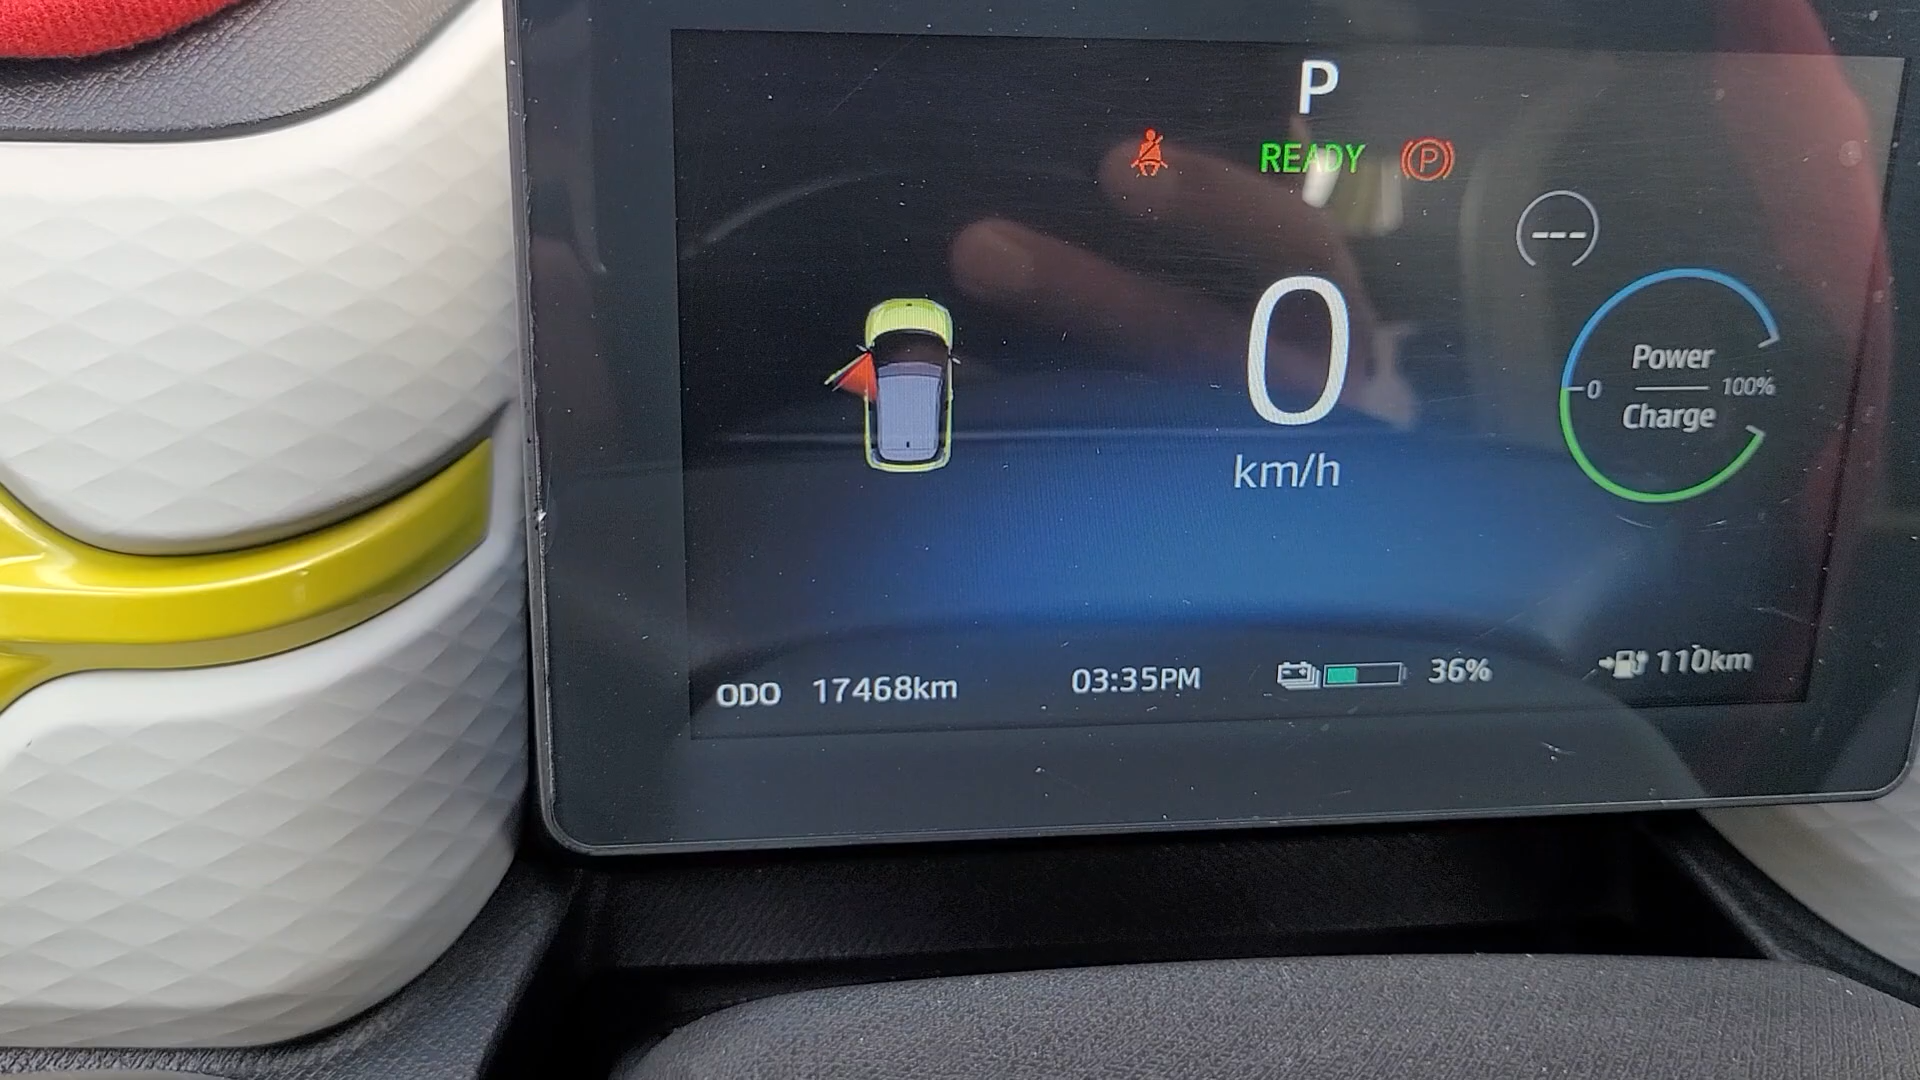 P
READY
---
0
km/h
Power
0
100%
Charge
ODO 17468km
03:35PM
36%
110km